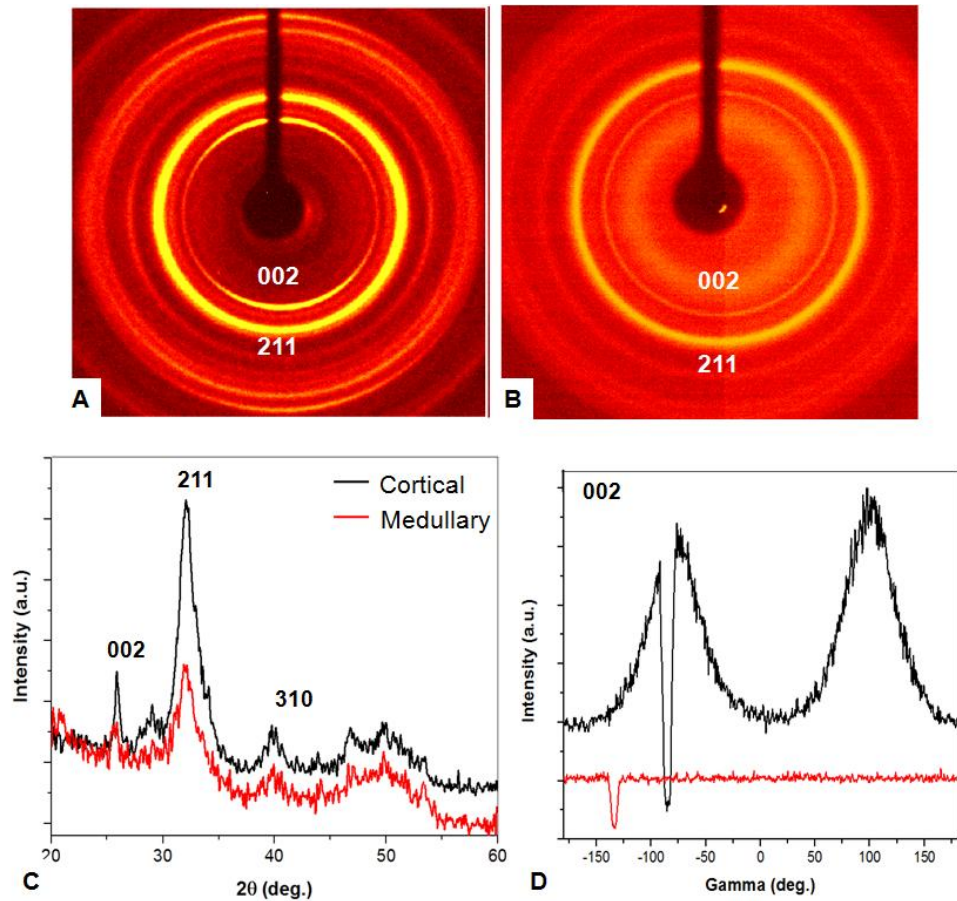 002
211
A
002
211
B
211
Cortical
Medullary
002
310
Intensity (a.u.)
20
30
40
50
60
2θ (deg.)
C
002
Intensity (a.u.)
-150
-100
-50
0
50
100
150
Gamma (deg.)
D